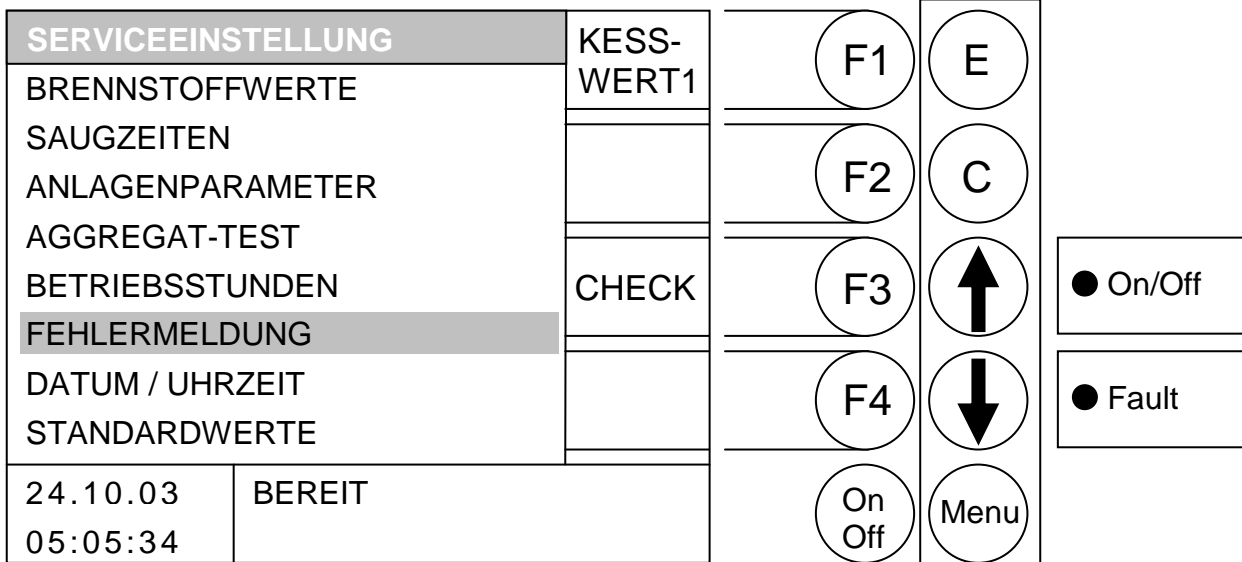 SERVICEEINSTELLUNG
BRENNSTOFFWERTE
SAUGZEITEN
ANLAGENPARAMETER
AGGREGAT-TEST
BETRIEBSSTUNDEN
FEHLERMELDUNG
DATUM / UHRZEIT
STANDARDWERTE
24.10.03
05:05:34
BEREIT
KESS-
WERT1
CHECK
F1
F2
F3
F4
On
Off
E
C
Menu
On/Off
Fault